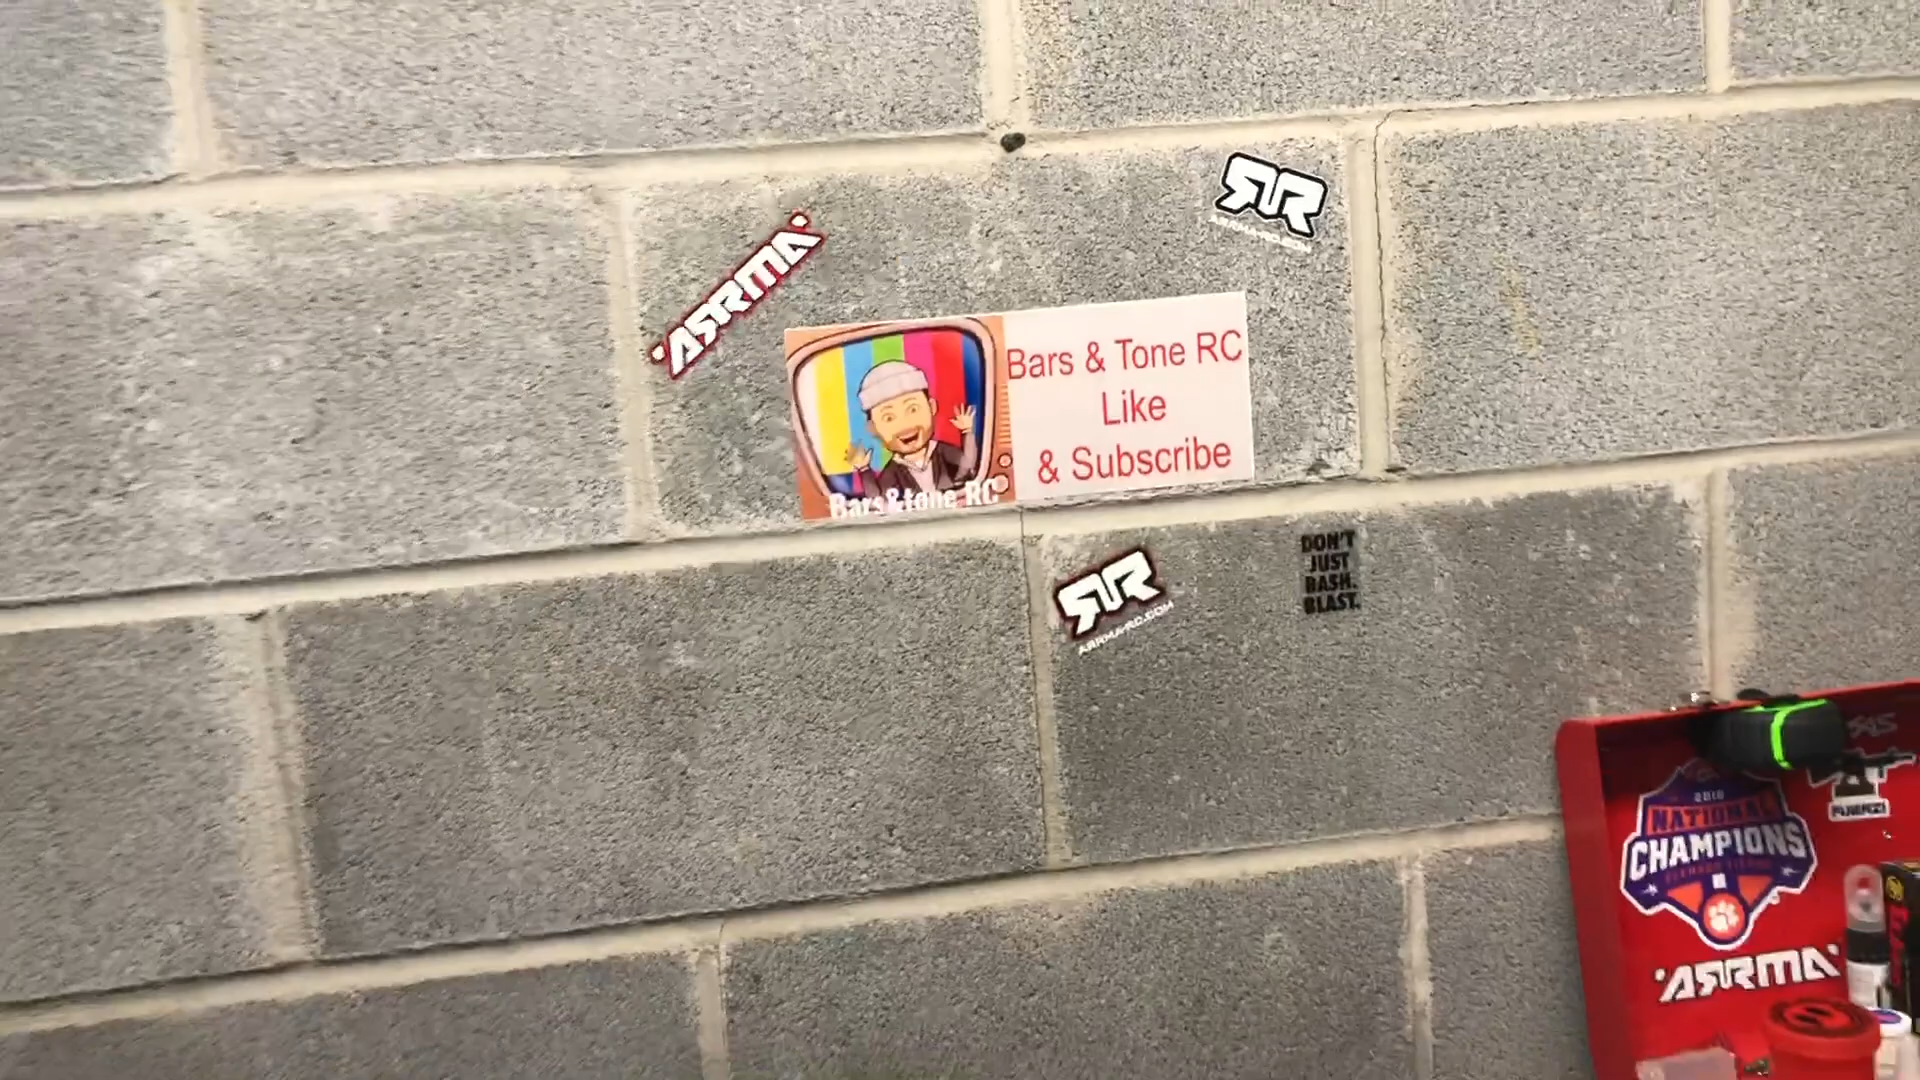 ARRMA
ARRMA-RC.COM
Bars & Tone RC
Like
& Subscribe
Bars&tone RC
ARRMA-RC.COM
DON'T
JUST
BASH.
BLAST.
NATIONAL
CHAMPIONS
ARRMA